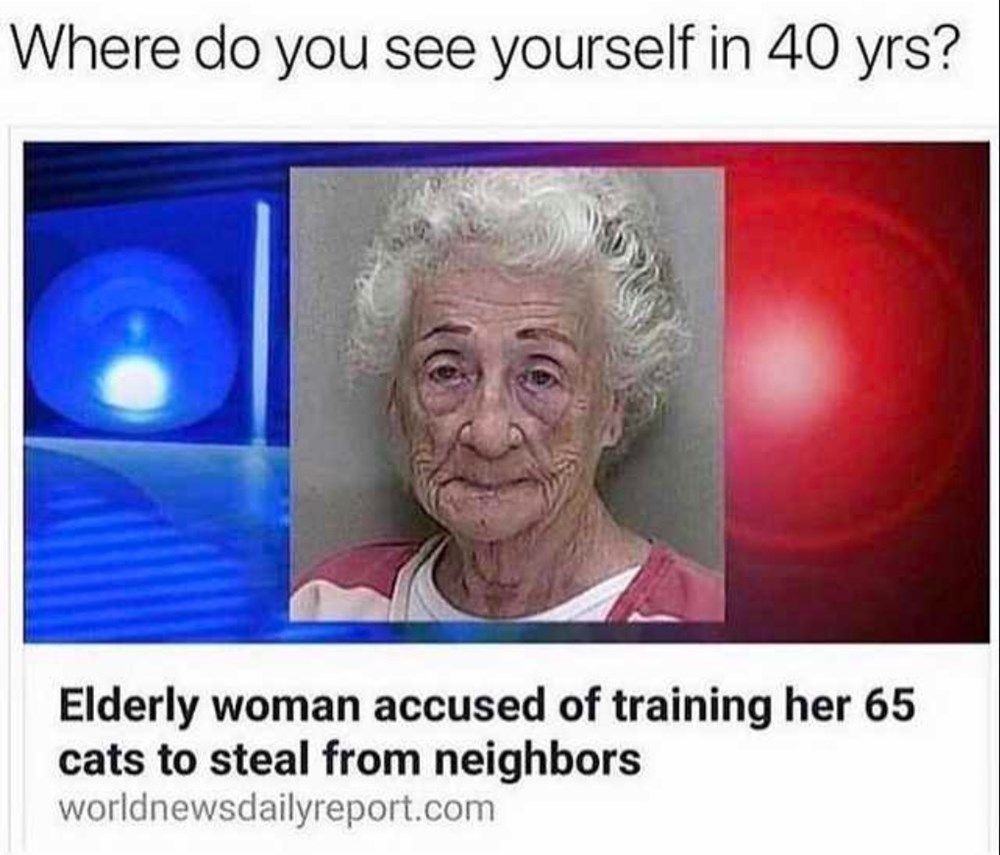 Where do you see yourself in 40 yrs?
Elderly woman accused of training her 65
cats to steal from neighbors
worldnewsdailyreport.com